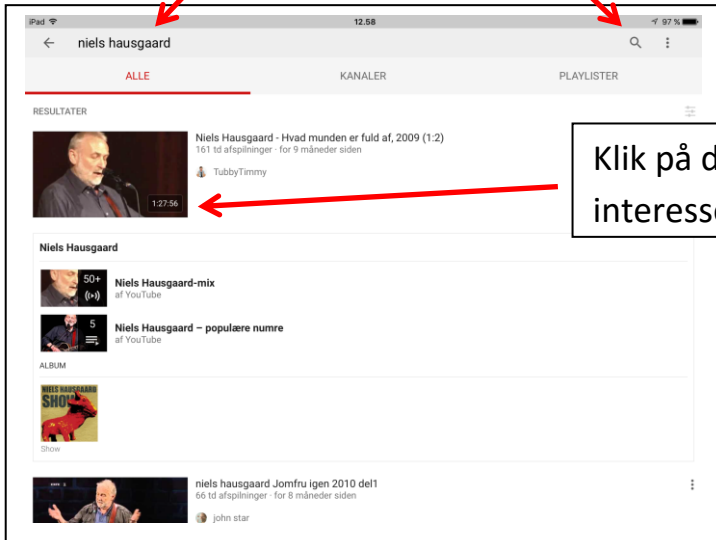 iPad 12.58 97 %
niels hausgaard
ALLE KANALER PLAYLISTER
RESULTATER
Niels Hausgaard - Hvad munden er fuld af, 2009 (1:2)
161 td afspilninger · for 9 måneder siden
TubbyTimmy
1:27:56
Klik på d
interesse
Niels Hausgaard
50+
Niels Hausgaard-mix
af YouTube
5
Niels Hausgaard – populære numre
af YouTube
ALBUM
NIELS HAUSGAARD
SHOW
Show
niels hausgaard Jomfru igen 2010 del1
66 td afspilninger · for 8 måneder siden
john star